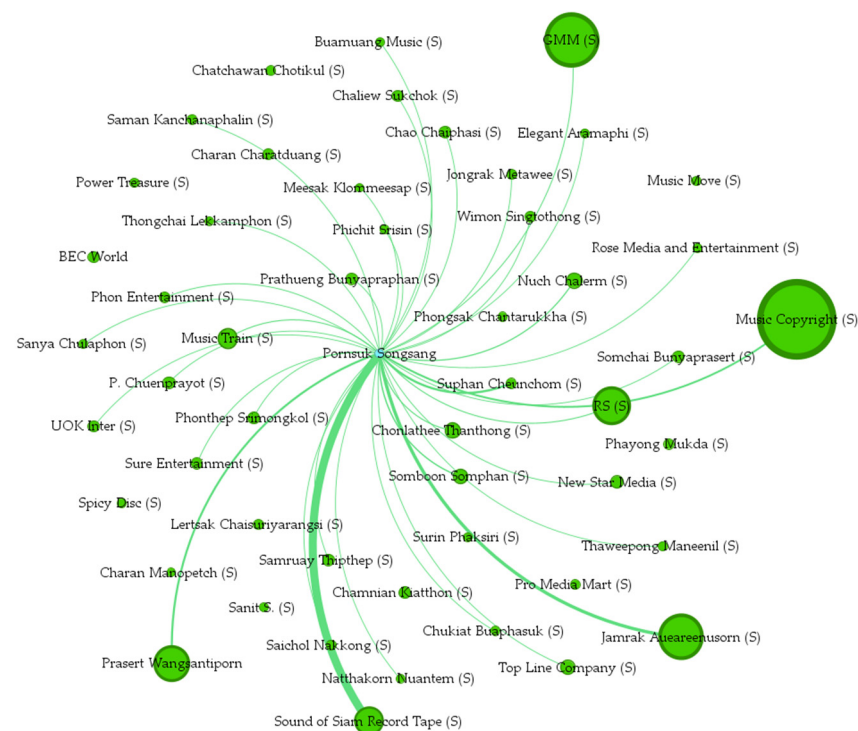 Buamuang Music (S)
GMM (S)
Chatchawan Chotikul (S)
Chaliew Sukchok (S)
Saman Kanchanaphalin (S)
Chao Chaiphasi (S)
Elegant Aramaphi (S)
Charan Charatduang (S)
Jongrak Metawee (S)
Power Treasure (S)
Meesak Klommeesap (S)
Music Move (S)
Thongchai Lekkamphon (S)
Wimon Singtothong (S)
Phichit Srisin (S)
Rose Media and Entertainment (S)
BEC World
Prathueng Bunyapraphan (S)
Nuch Chalerm (S)
Phon Entertainment (S)
Phongsak Chantarukkha (S)
Music Copyright (S)
Music Train (S)
Sanya Chulaphon (S)
Pornsuk Songsang
Somchai Bunyaprasert (S)
P. Chuenprayot (S)
Suphan Cheunchom (S)
RS (S)
Phonthep Srimongkol (S)
UOK Inter (S)
Chonlathee Thanthong (S)
Phayong Mukda (S)
Sure Entertainment (S)
Somboon Somphan (S)
New Star Media (S)
Spicy Disc (S)
Lertsak Chaisuriyarangsi (S)
Surin Phaksiri (S)
Thaweepong Maneenil (S)
Samruay Thipthep (S)
Charan Manopetch (S)
Pro Media Mart (S)
Chamnian Kiatthon (S)
Sanit S. (S)
Chukiat Buaphasuk (S)
Jamrak Aueareenusorn (S)
Saichol Nakkong (S)
Prasert Wangsantiporn
Top Line Company (S)
Natthakorn Nuantem (S)
Sound of Siam Record Tape (S)